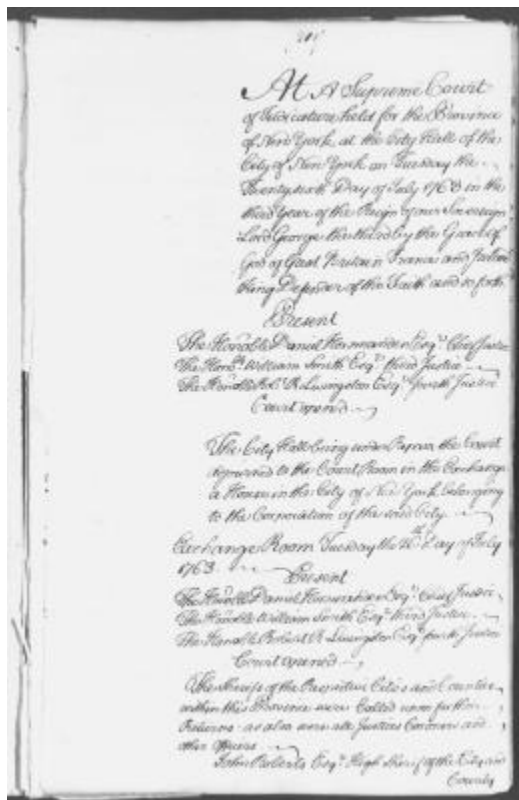 At A Supreme Court
of Judicature held for the Province
of New York, at the City Hall of the
City of New York on Tuesday the
Twenty sixth Day of July 1763 in the
third Year of the Reign of our Sovereign
Lord George the third by the Grace of
God of Great Britain France and Ireland
King Defender of the Faith and so forth
Present
The Honble Daniel Horsmanden Esqr. Chief Justice
The Honble William Smith Esqr. third Justice
The Honble Robt. R Livingston Esqr. fourth Justice
Court opened
The City Hall being under Repair the Court
adjourned to the Court Room in the Exchange
a House in the City of New York belonging
to the Corporation of the said City
Exchange Room Tuesday the 26th Day of July
1763
Present
The Honble Daniel Horsmanden Esqr. Chief Justice
The Honble William Smith Esqr. third Justice
The Honble Robert R Livingston Esqr. fourth Justice
Court opened
The Sheriffs of the Respective Cities and Counties
within this Province were Called upon for their
Returns as also were all Justices Coroners and
other officers
John Roberts Esqr. High Sheriff of the City and
County